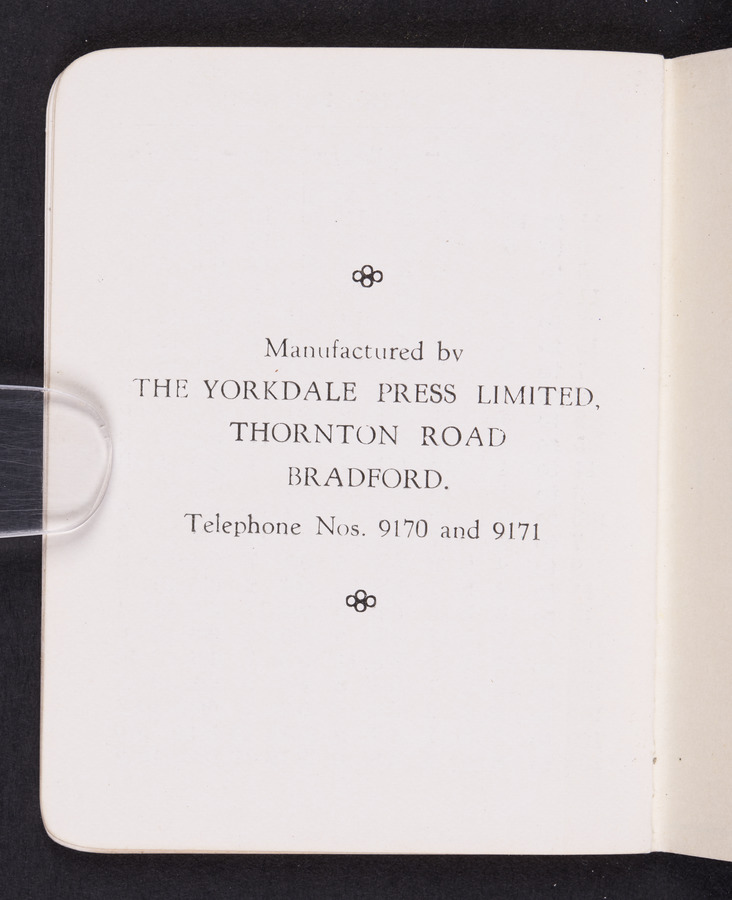 Manufactured by
THE YORKDALE PRESS LIMITED,
THORNTON ROAD
BRADFORD.
Telephone Nos. 9170 and 9171